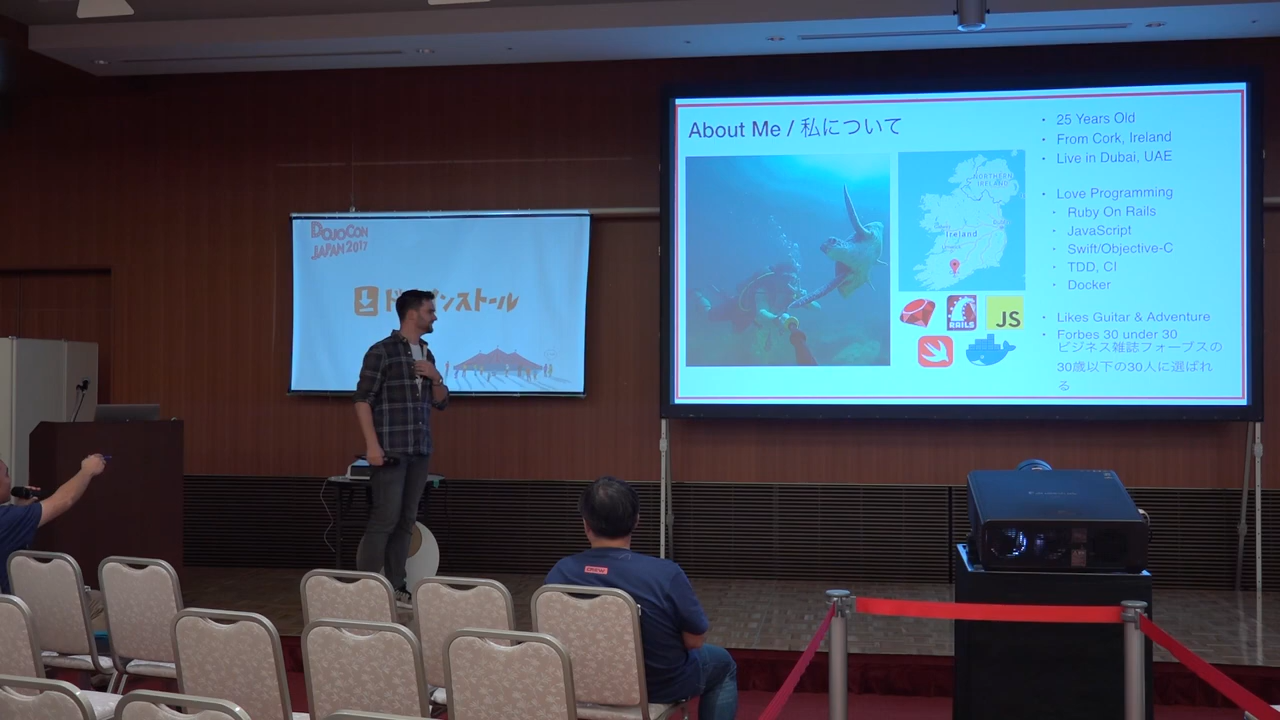 DOJOCON
JAPAN 2017
About Me / 私について
NORTHERN
IRELAND
Ireland
RAILS
JS
• 25 Years Old
• From Cork, Ireland
• Live in Dubai, UAE
• Love Programming
• Ruby On Rails
• JavaScript
• Swift/Objective-C
• TDD, CI
• Docker
• Likes Guitar & Adventure
• Forbes 30 under 30
ビジネス雑誌フォーブスの
30歳以下の30人に選ばれ
る